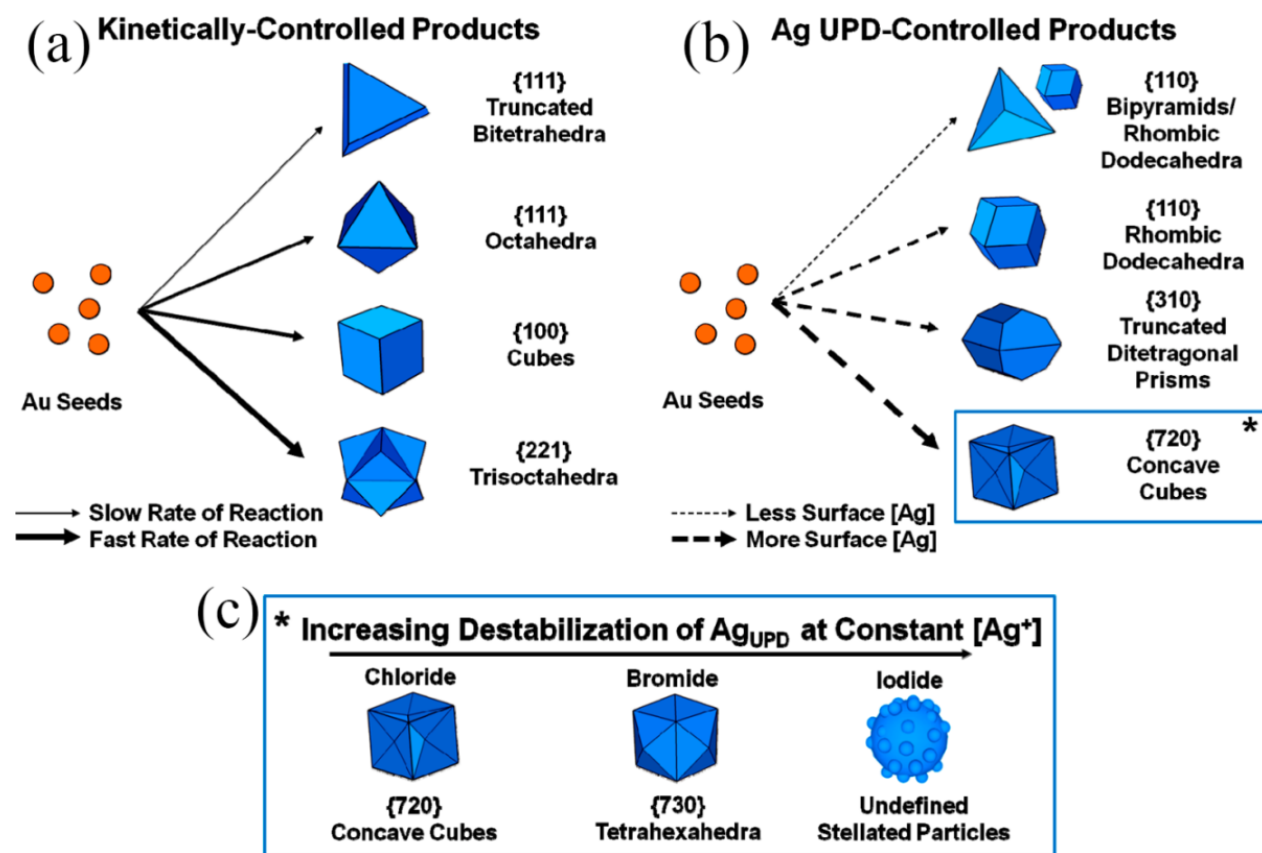 (a) Kinetically-Controlled Products
{111}
Truncated
Bitetrahedra
{111}
Octahedra
{100}
Cubes
{221}
Trisoctahedra
Au Seeds
Slow Rate of Reaction
Fast Rate of Reaction
(b) Ag UPD-Controlled Products
{110}
Bipyramids/
Rhombic
Dodecahedra
{110}
Rhombic
Dodecahedra
{310}
Truncated
Ditetragonal
Prisms
{720} *
Concave
Cubes
Au Seeds
Less Surface [Ag]
More Surface [Ag]
(c) * Increasing Destabilization of AgUPD at Constant [Ag+]
Chloride
{720}
Concave Cubes
Bromide
{730}
Tetrahexahedra
Iodide
Undefined
Stellated Particles